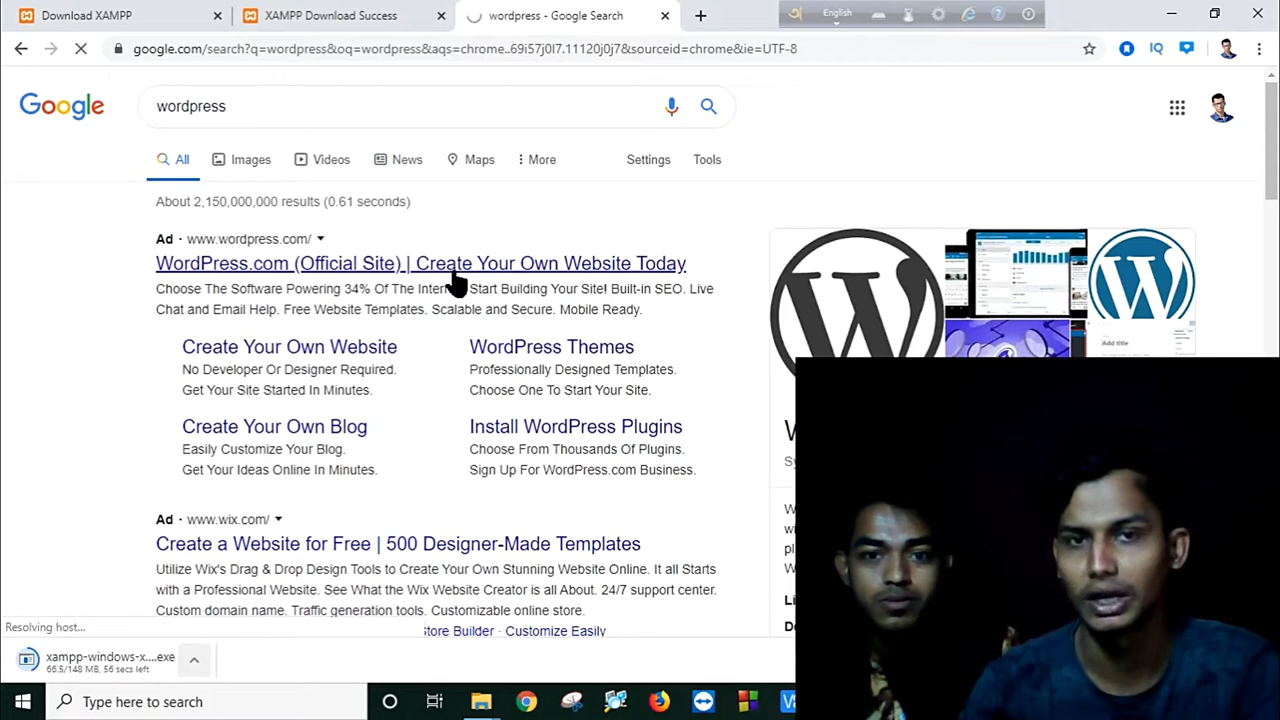 Download XAMPP
XAMPP Download Success
wordpress - Google Search
English
google.com/search?q=wordpress&oq=wordpress&aqs=chrome..69i57j0l7.11120j0j7&sourceid=chrome&ie=UTF-8
IQ
Google
wordpress
All
Images
Videos
News
Maps
More
Settings
Tools
About 2,150,000,000 results (0.61 seconds)
Ad · www.wordpress.com/
WordPress.com (Official Site) | Create Your Own Website Today
Choose The Software Powering 34% Of The Intern Start Building Your Site! Built-in SEO. Live
Chat and Email Help. Free Website Templates. Scalable and Secure. Mobile Ready.
Create Your Own Website
No Developer Or Designer Required.
Get Your Site Started In Minutes.
WordPress Themes
Professionally Designed Templates.
Choose One To Start Your Site.
Create Your Own Blog
Easily Customize Your Blog.
Get Your Ideas Online In Minutes.
Install WordPress Plugins
Choose From Thousands Of Plugins.
Sign Up For WordPress.com Business.
Add title
Ad · www.wix.com/
Create a Website for Free | 500 Designer-Made Templates
Utilize Wix's Drag & Drop Design Tools to Create Your Own Stunning Website Online. It all Starts
with a Professional Website. See What the Wix Website Creator is all About. 24/7 support center.
Custom domain name. Traffic generation tools. Customizable online store.
Resolving host...
store Builder · Customize Easily
xampp-windows-x....exe
66.5/148 MB, 56 secs left
Type here to search